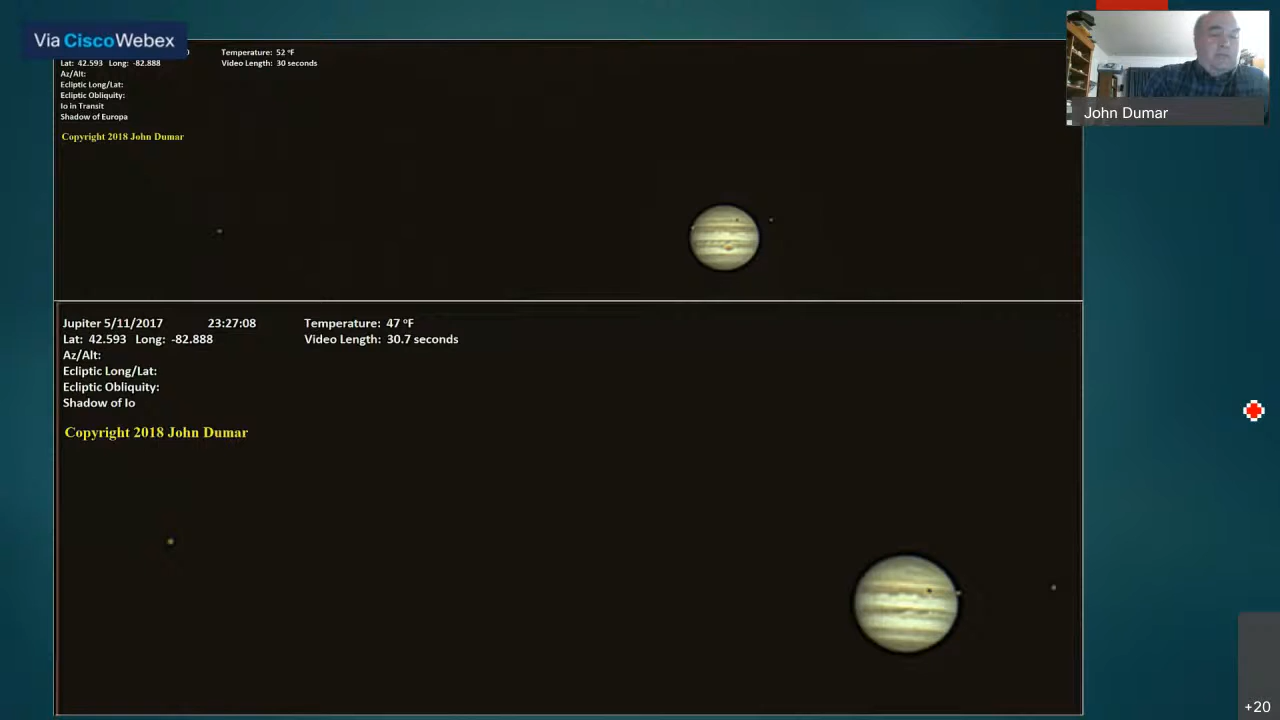 Via CiscoWebex
Temperature: 52 °F
Lat: 42.593 Long: -82.888 Video Length: 30 seconds
Az/Alt:
Ecliptic Long/Lat:
Ecliptic Obliquity:
Io in Transit
Shadow of Europa
Copyright 2018 John Dumar
John Dumar
Jupiter 5/11/2017 23:27:08 Temperature: 47 °F
Lat: 42.593 Long: -82.888 Video Length: 30.7 seconds
Az/Alt:
Ecliptic Long/Lat:
Ecliptic Obliquity:
Shadow of Io
Copyright 2018 John Dumar
+20